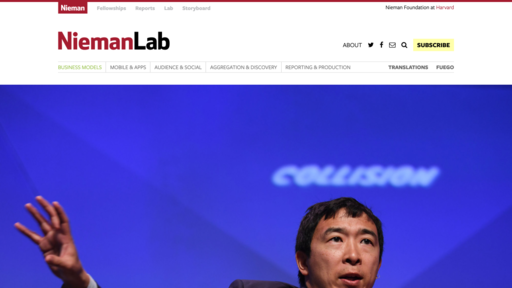 Nieman Fellowships Reports Lab Storyboard Nieman Foundation at Harvard
NiemanLab
ABOUT SUBSCRIBE
BUSINESS MODELS MOBILE & APPS AUDIENCE & SOCIAL AGGREGATION & DISCOVERY REPORTING & PRODUCTION TRANSLATIONS FUEGO
COLLISION